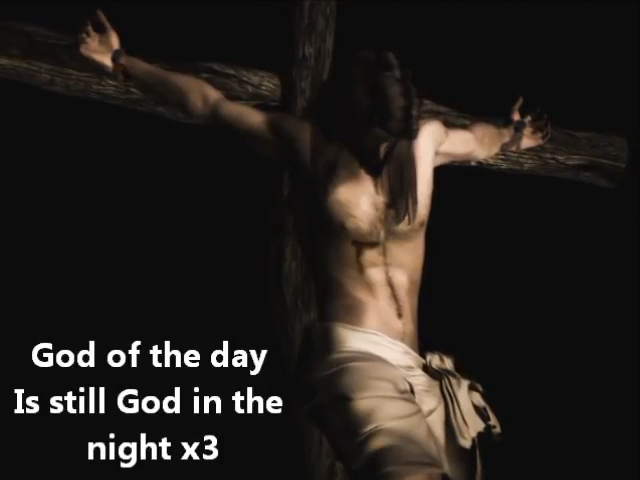 God of the day
Is still God in the
night x3